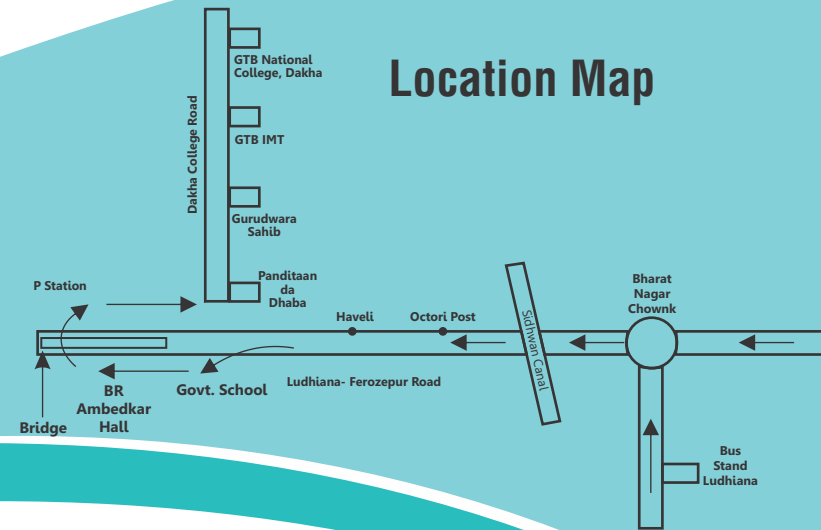 Location Map
GTB National
College, Dakha
Dakha College Road
GTB IMT
Gurudwara
Sahib
Panditaan
da
Dhaba
P Station
Haveli
Octori Post
Sidhwan Canal
Bharat
Nagar
Chownk
Ludhiana- Ferozepur Road
Govt. School
BR
Ambedkar
Hall
Bridge
Bus
Stand
Ludhiana